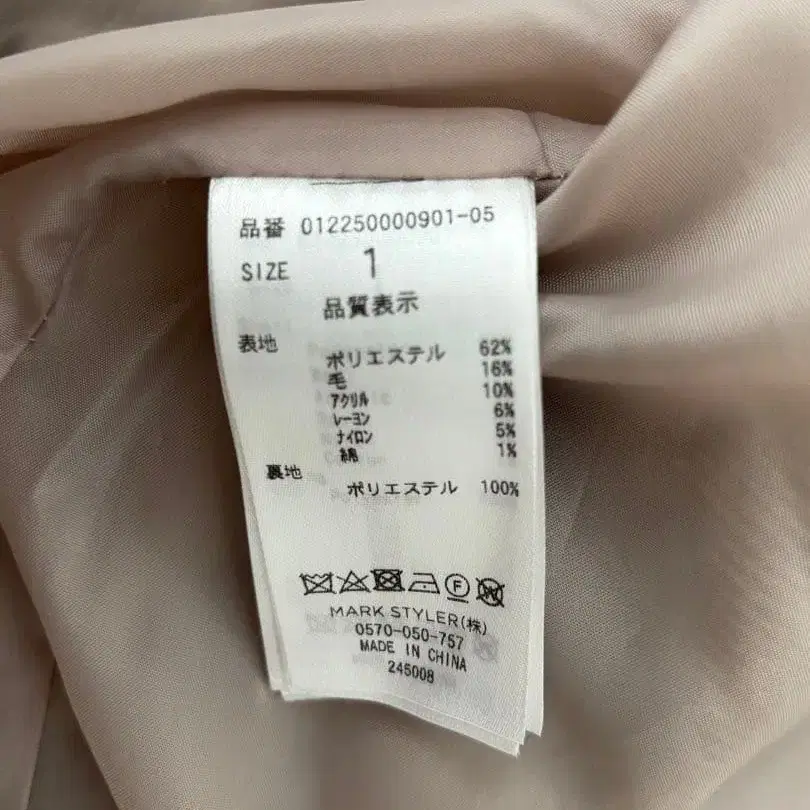 品番 012250000901-05
SIZE 1
品質表示
表地
ポリエステル 62%
毛 16%
アクリル 10%
レーヨン 6%
ナイロン 5%
綿 1%
裏地
ポリエステル 100%
F W
MARK STYLER(株)
0570-050-757
MADE IN CHINA
245008